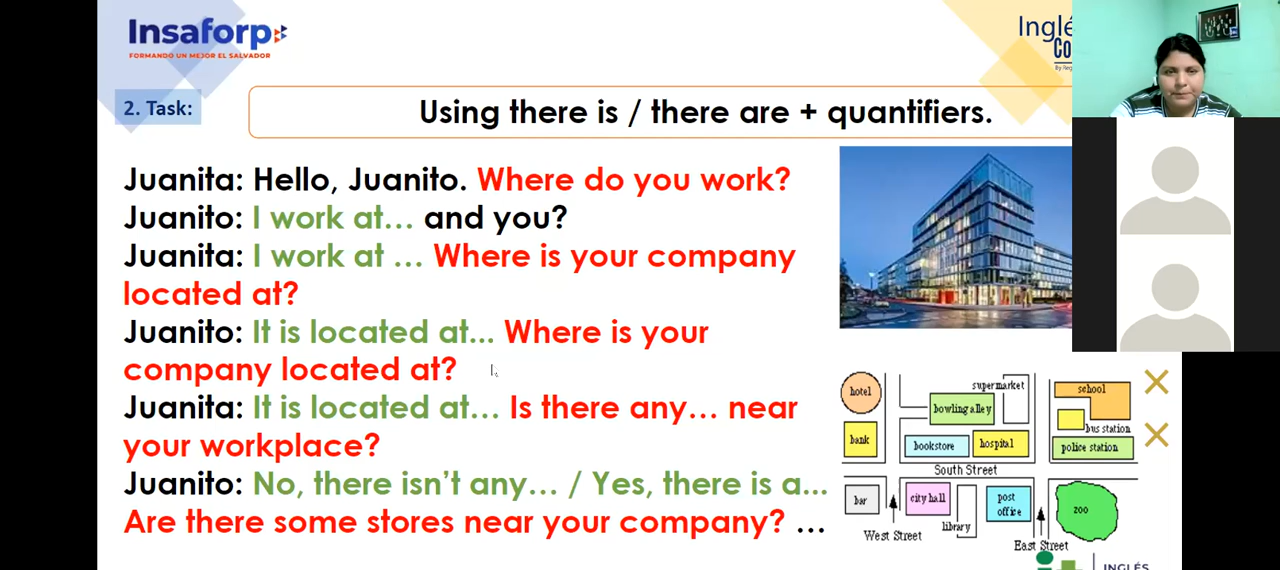 Insaforp
FORMANDO UN MEJOR EL SALVADOR
2. Task:
Using there is / there are + quantifiers.
Juanita: Hello, Juanito. Where do you work?
Juanito: I work at... and you?
Juanita: I work at ... Where is your company
located at?
Juanito: It is located at... Where is your
company located at?
Juanita: It is located at... Is there any... near
your workplace?
Juanito: No, there isn't any... / Yes, there is a...
Are there some stores near your company? ...
hotel
supermarket
school
bowling alley
bus station
bank
bookstore
hospital
police station
South Street
bar
city hall
post
office
zoo
library
West Street
East Street
INGLÉS